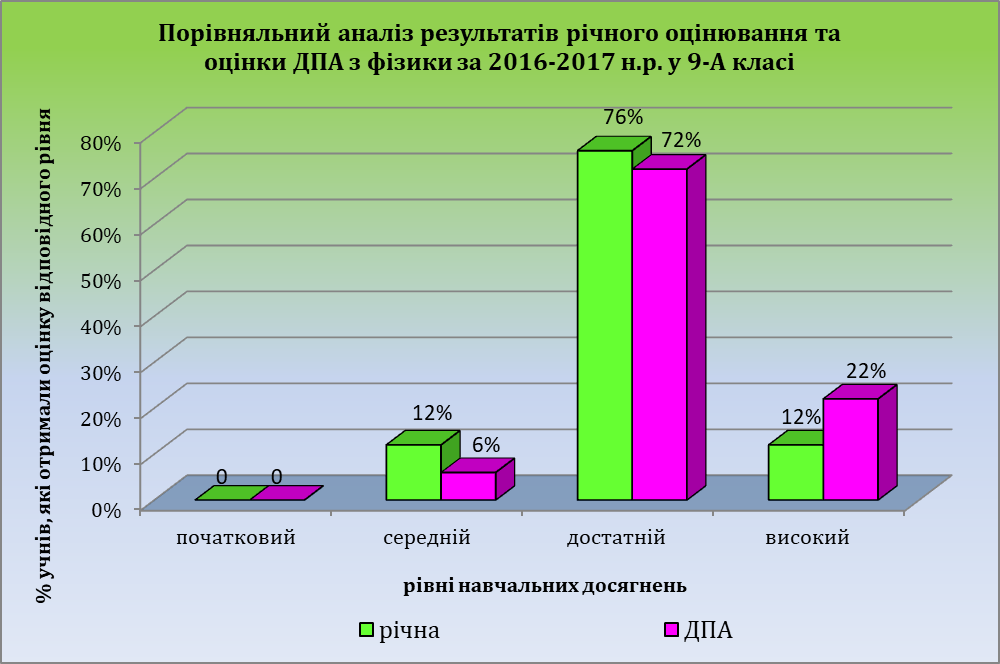 Порівняльний аналіз результатів річного оцінювання та
оцінки ДПА з фізики за 2016-2017 н.р. у 9-А класі
% учнів, які отримали оцінку відповідного рівня
80%
70%
60%
50%
40%
30%
20%
10%
0%
0
0
12%
6%
76%
72%
12%
22%
початковий
середній
достатній
високий
рівні навчальних досягнень
річна
ДПА